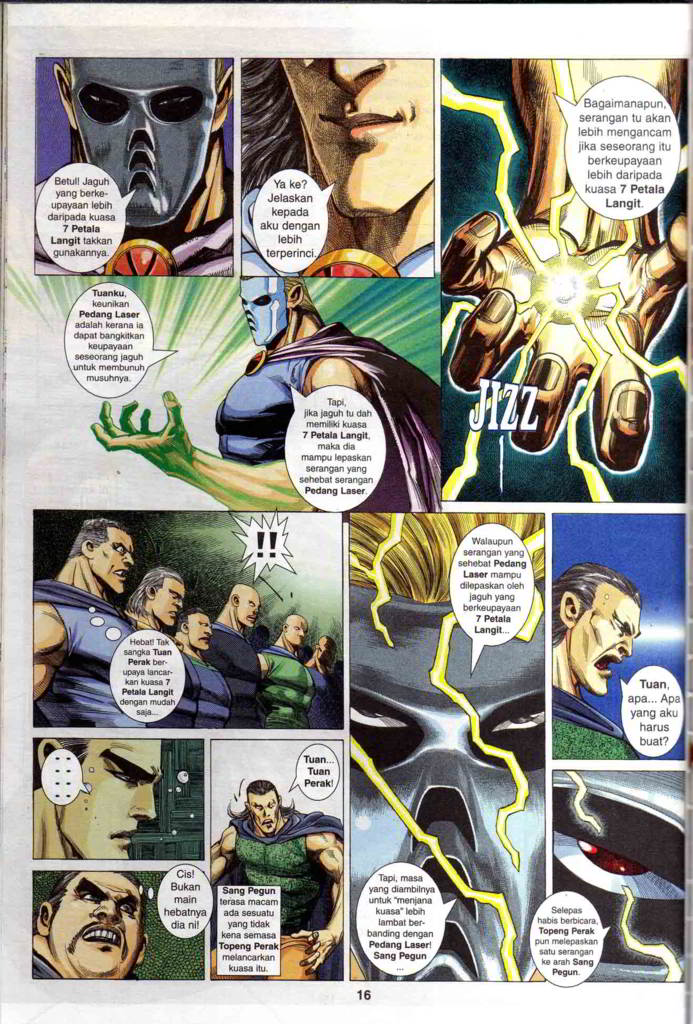 Betul! Jaguh
yang berke-
upayaan lebih
daripada kuasa
7 Petala
Langit takkan
gunakannya.
Ya ke?
Jelaskan
kepada
aku dengan
lebih
terperinci.
Bagaimanapun,
serangan tu akan
lebih mengancam
jika seseorang itu
berkeupayaan
lebih daripada
kuasa 7 Petala
Langit.
JIZZ
Tuanku,
keunikan
Pedang Laser
adalah kerana ia
dapat bangkitkan
keupayaan
seseorang jaguh
untuk membunuh
musuhnya.
Tapi,
jika jaguh tu dah
memiliki kuasa
7 Petala Langit,
maka dia
mampu lepaskan
serangan yang
sehebat serangan
Pedang Laser.
!!
Hebat! Tak
sangka Tuan
Perak ber-
upaya lancar-
kan kuasa 7
Petala Langit
dengan mudah
saja...
Walaupun
serangan yang
sehebat Pedang
Laser mampu
dilepaskan oleh
jaguh yang
berkeupayaan
7 Petala
Langit...
Tuan,
apa... Apa
yang aku
harus
buat?
Tuan...
Tuan
Perak!
Cis!
Bukan
main
hebatnya
dia ni!
Sang Pegun
terasa macam
ada sesuatu
yang tidak
kena semasa
Topeng Perak
melancarkan
kuasa itu.
Tapi, masa
yang diambilnya
untuk "menjana
kuasa" lebih
lambat ber-
banding dengan
Pedang Laser!
Sang Pegun
...
Selepas
habis berbicara,
Topeng Perak
pun melepaskan
satu serangan
ke arah Sang
Pegun.
16